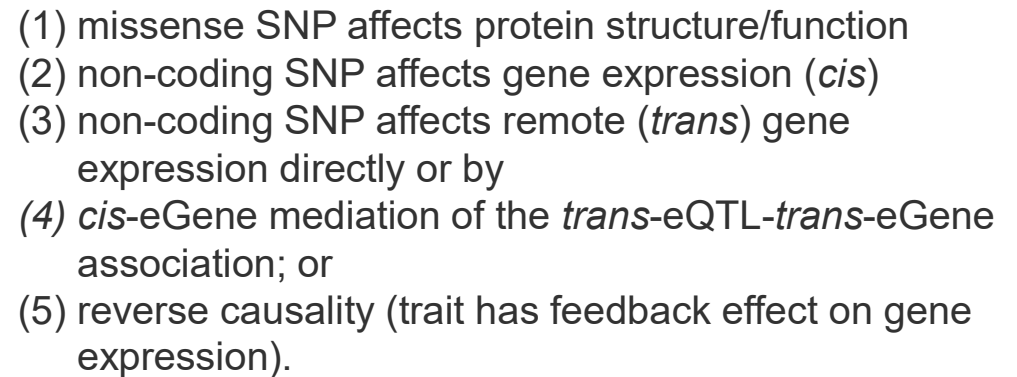 (1) missense SNP affects protein structure/function
(2) non-coding SNP affects gene expression (cis)
(3) non-coding SNP affects remote (trans) gene
expression directly or by
(4) cis-eGene mediation of the trans-eQTL-trans-eGene
association; or
(5) reverse causality (trait has feedback effect on gene
expression).